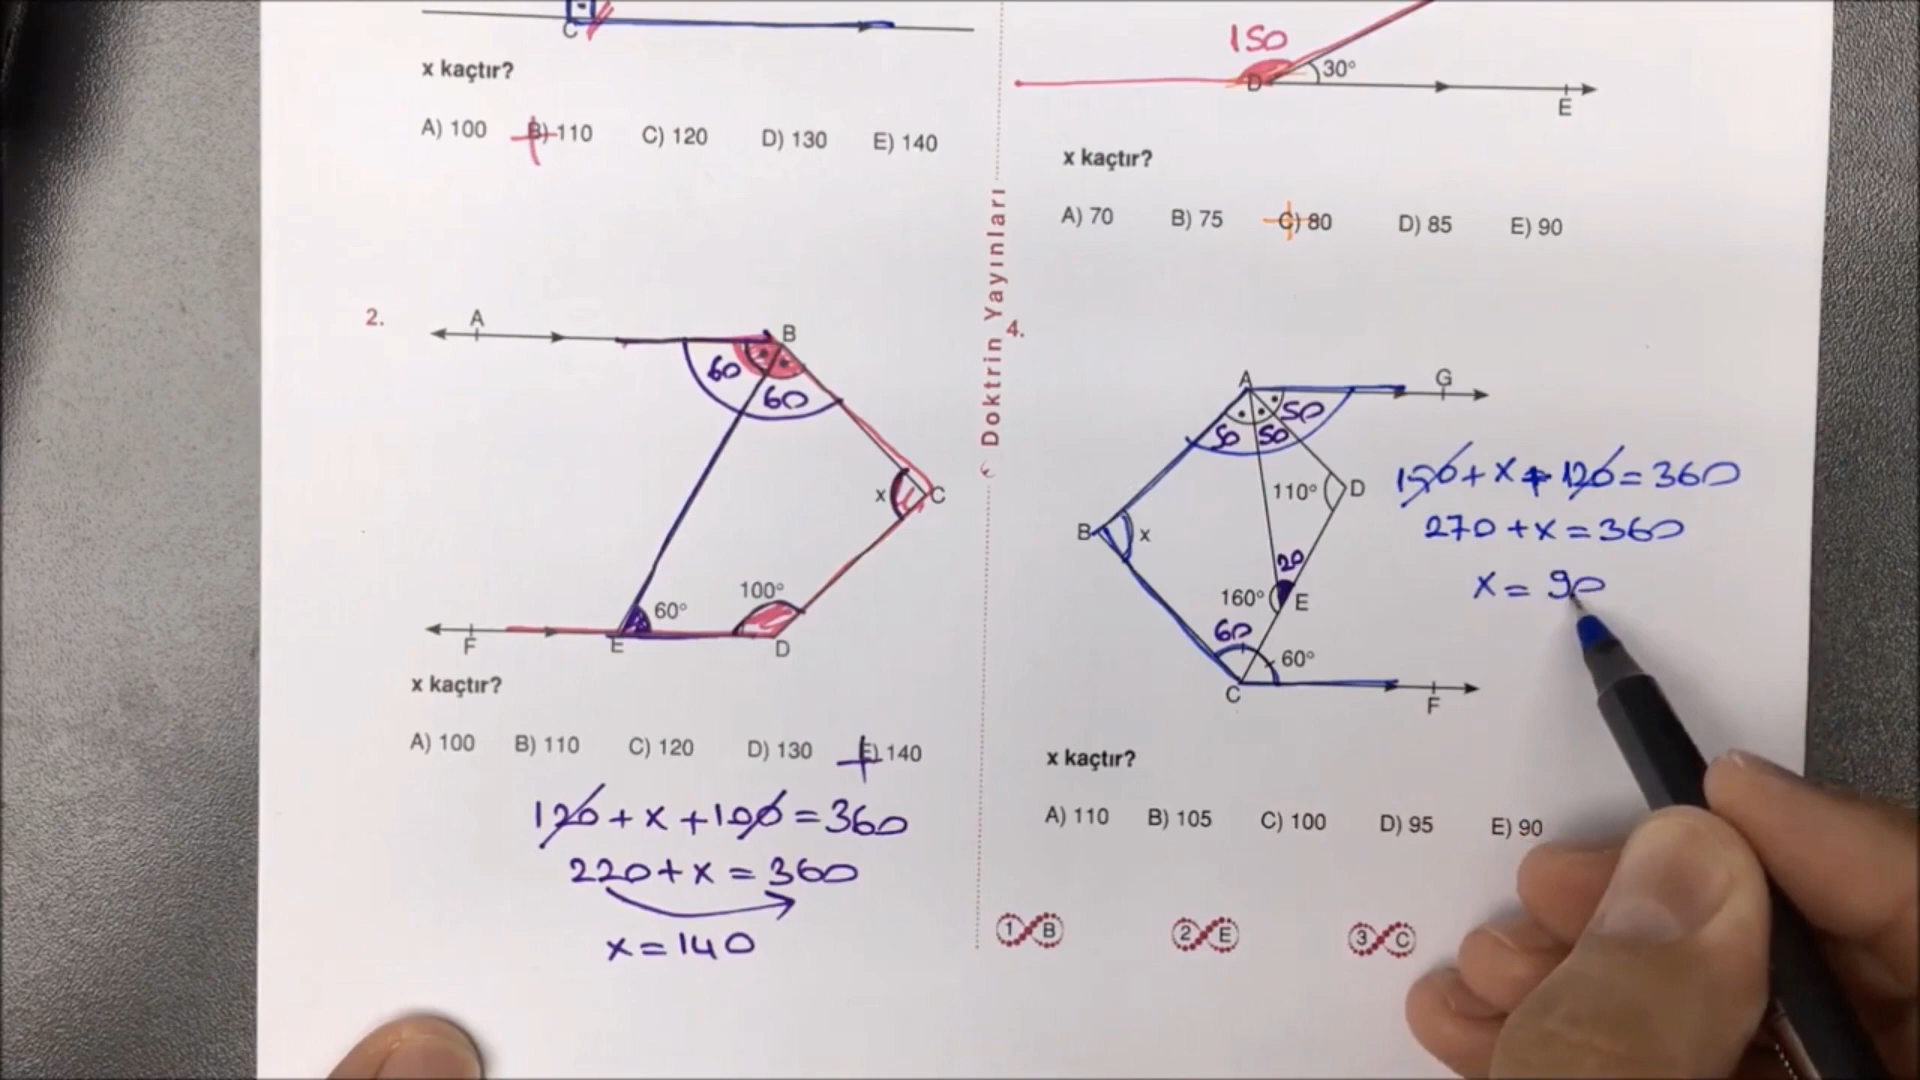 C
x kaçtır?
A) 100 B) 110 C) 120 D) 130 E) 140
2.
A B
60
60
x C
100°
60°
F E D
x kaçtır?
A) 100 B) 110 C) 120 D) 130 E) 140
120 + x + 100 = 360
220 + x = 360
x = 140
Doktrin Yayınları
150
D 30°
E
x kaçtır?
A) 70 B) 75 C) 80 D) 85 E) 90
4.
A G
50
50 50
110° D
B x
20
160° E
60
60°
C F
150 + x + 120 = 360
270 + x = 360
x = 90
x kaçtır?
A) 110 B) 105 C) 100 D) 95 E) 90
1 B 2 E 3 C